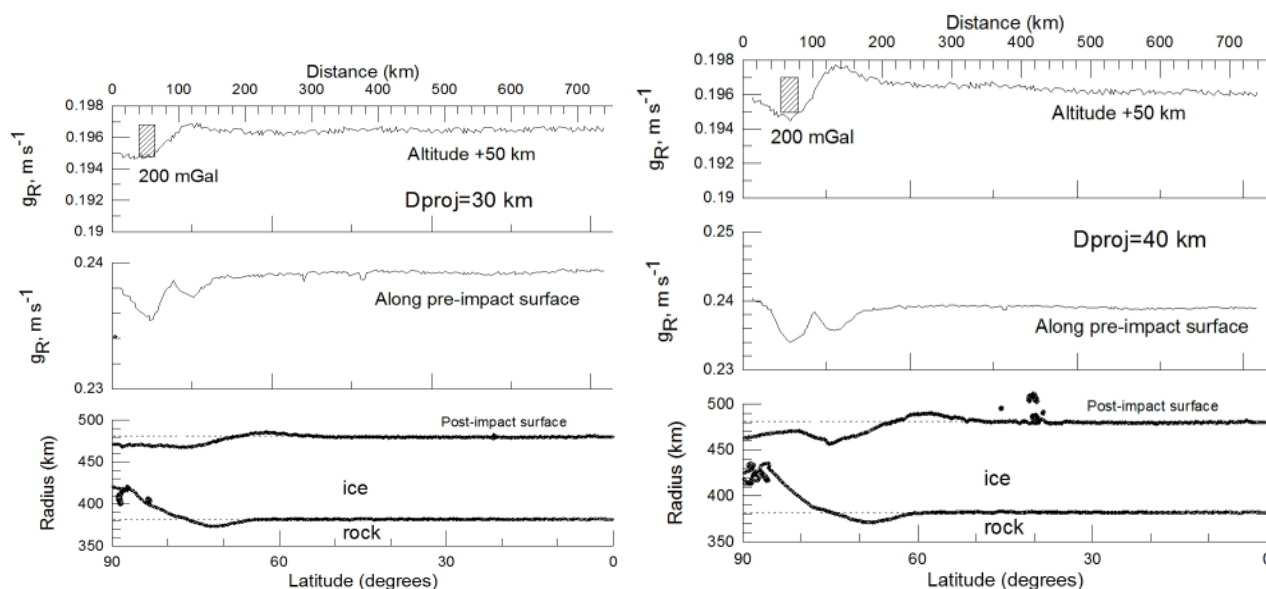 Distance (km)
0 100 200 300 400 500 600 700
0.198
0.196
0.194
0.192
0.19
gR, m s-1
Altitude +50 km
200 mGal
Dproj=30 km
0.24
0.23
gR, m s-1
Along pre-impact surface
500
450
400
350
Radius (km)
Post-impact surface
ice
rock
90 60 30 0
Latitude (degrees)
Distance (km)
0 100 200 300 400 500 600 700
0.198
0.196
0.194
0.192
0.19
gR, m s-1
Altitude +50 km
200 mGal
0.25
0.24
0.23
gR, m s-1
Dproj=40 km
Along pre-impact surface
500
450
400
350
Radius (km)
Post-impact surface
ice
rock
90 60 30 0
Latitude (degrees)